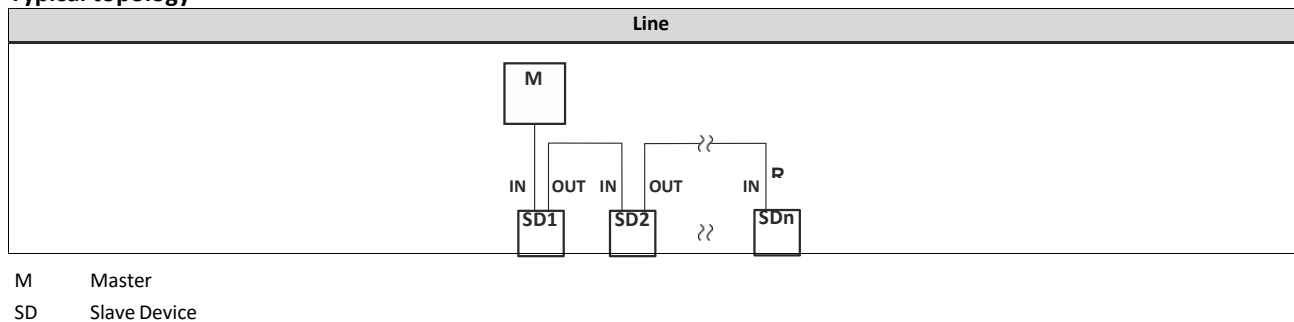 Typical topology
Line
M
IN OUT IN OUT IN
SD1 SD2 SDn
M Master
SD Slave Device